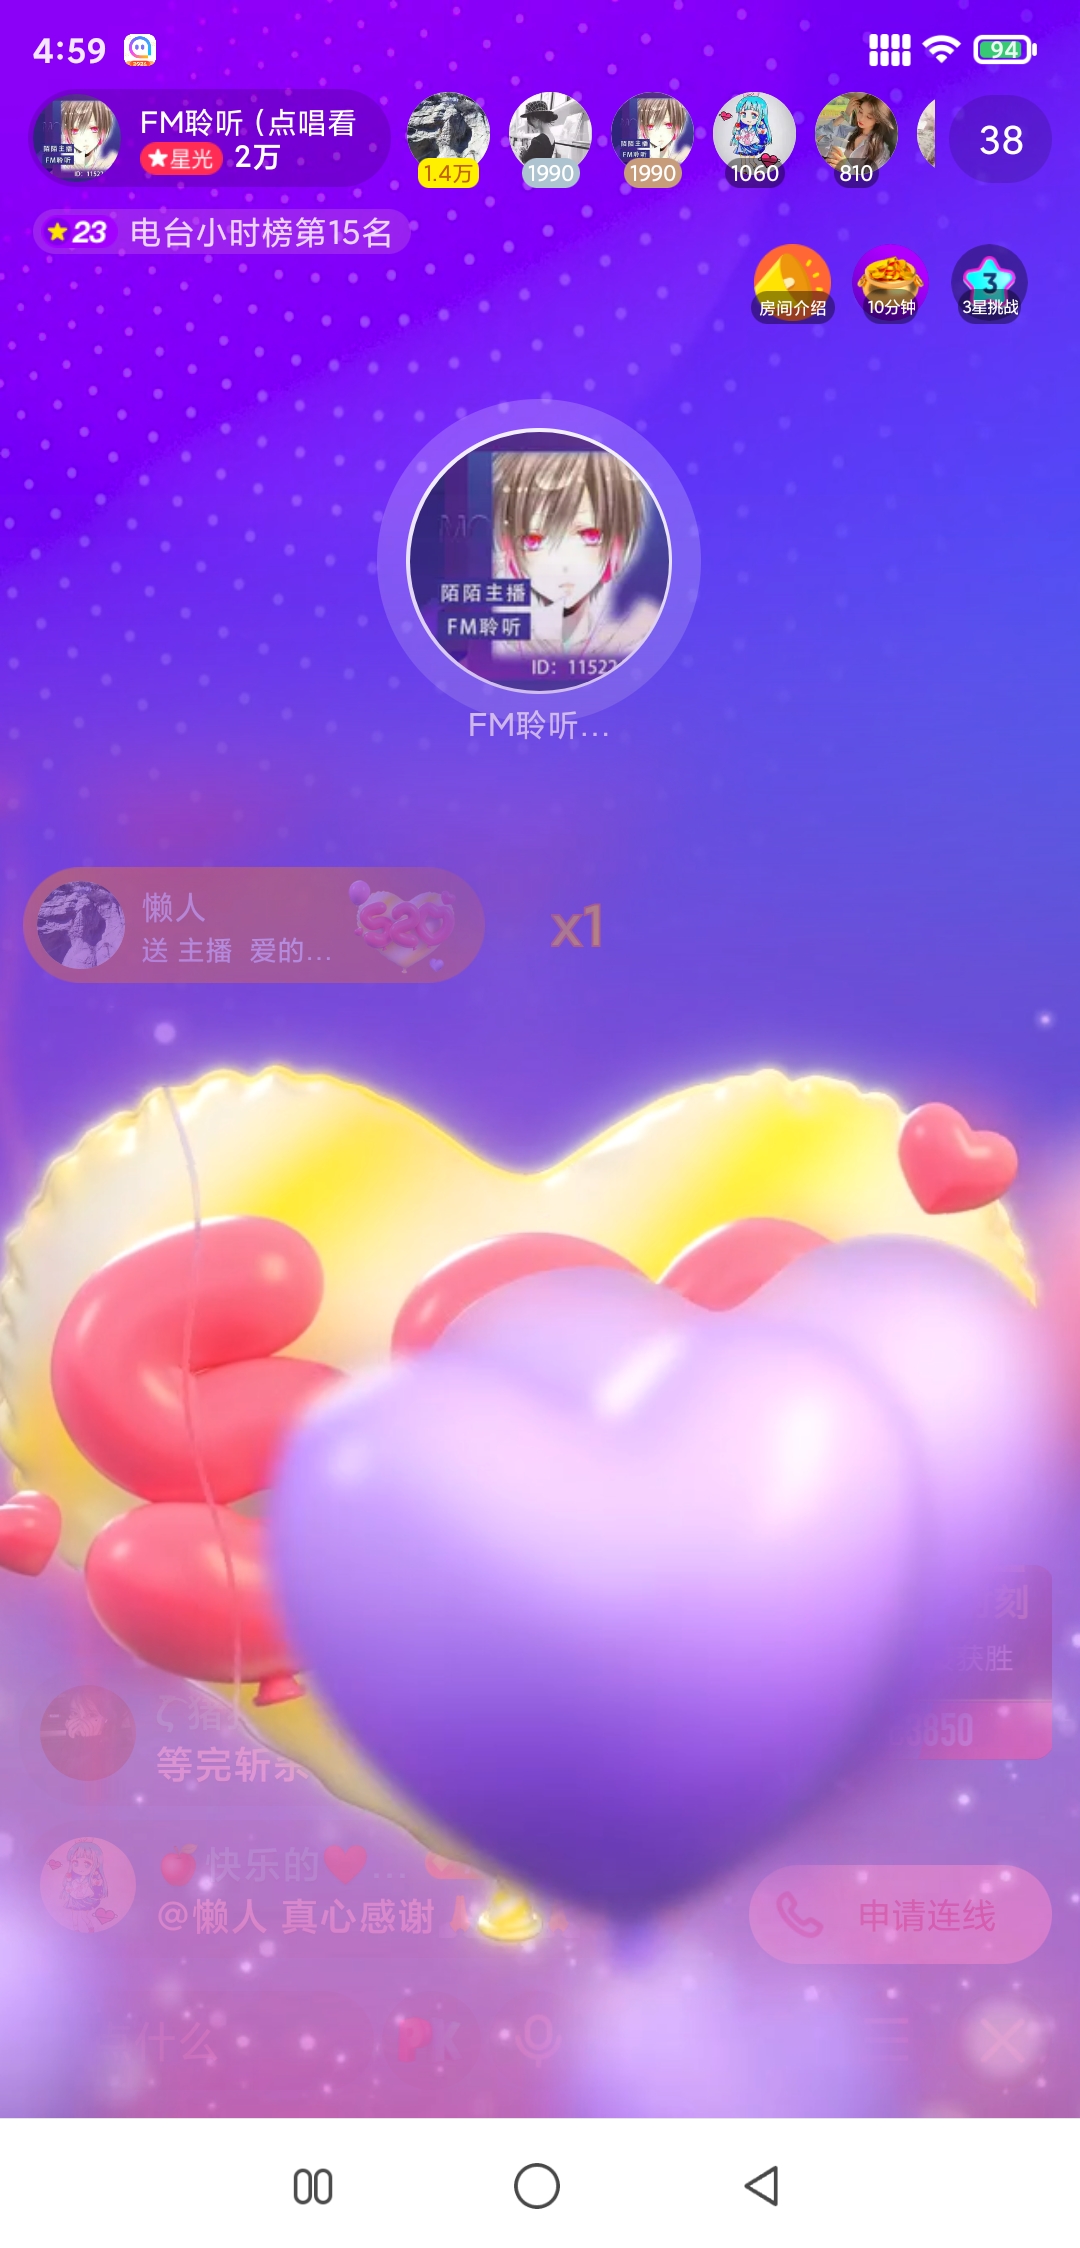 4:59
94
FM聆听 (点唱看
星光 2万
1.4万
1990
1990
1060
810
38
23 电台小时榜第15名
房间介绍
10分钟
3
3星挑战
陌陌主播
FM聆听
ID: 11522
FM聆听...
懒人
送 主播 爱的...
520
x1
刻
获胜
3850
等完斩亲
快乐的...
@懒人 真心感谢
申请连线
什么
PK